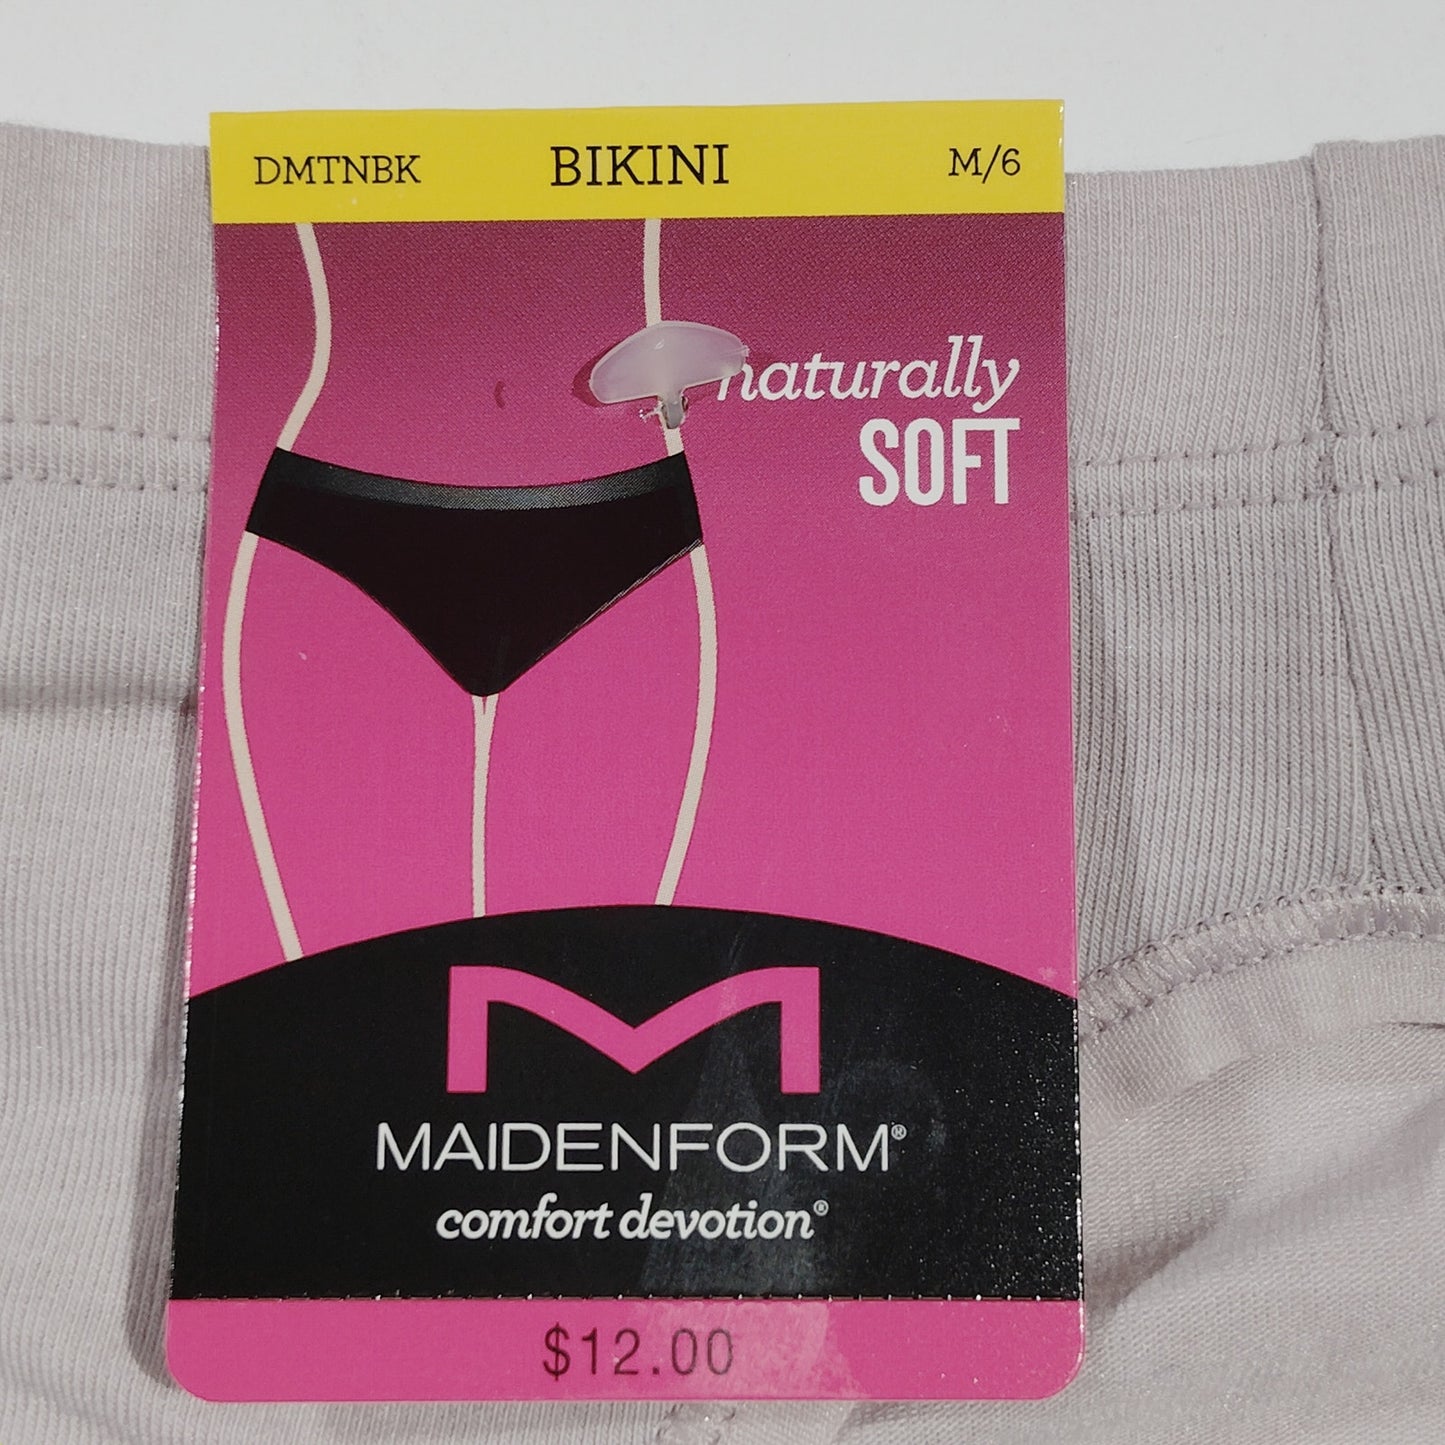 DMTNBK BIKINI M/6
naturally
SOFT
MAIDENFORM®
comfort devotion®
$12.00